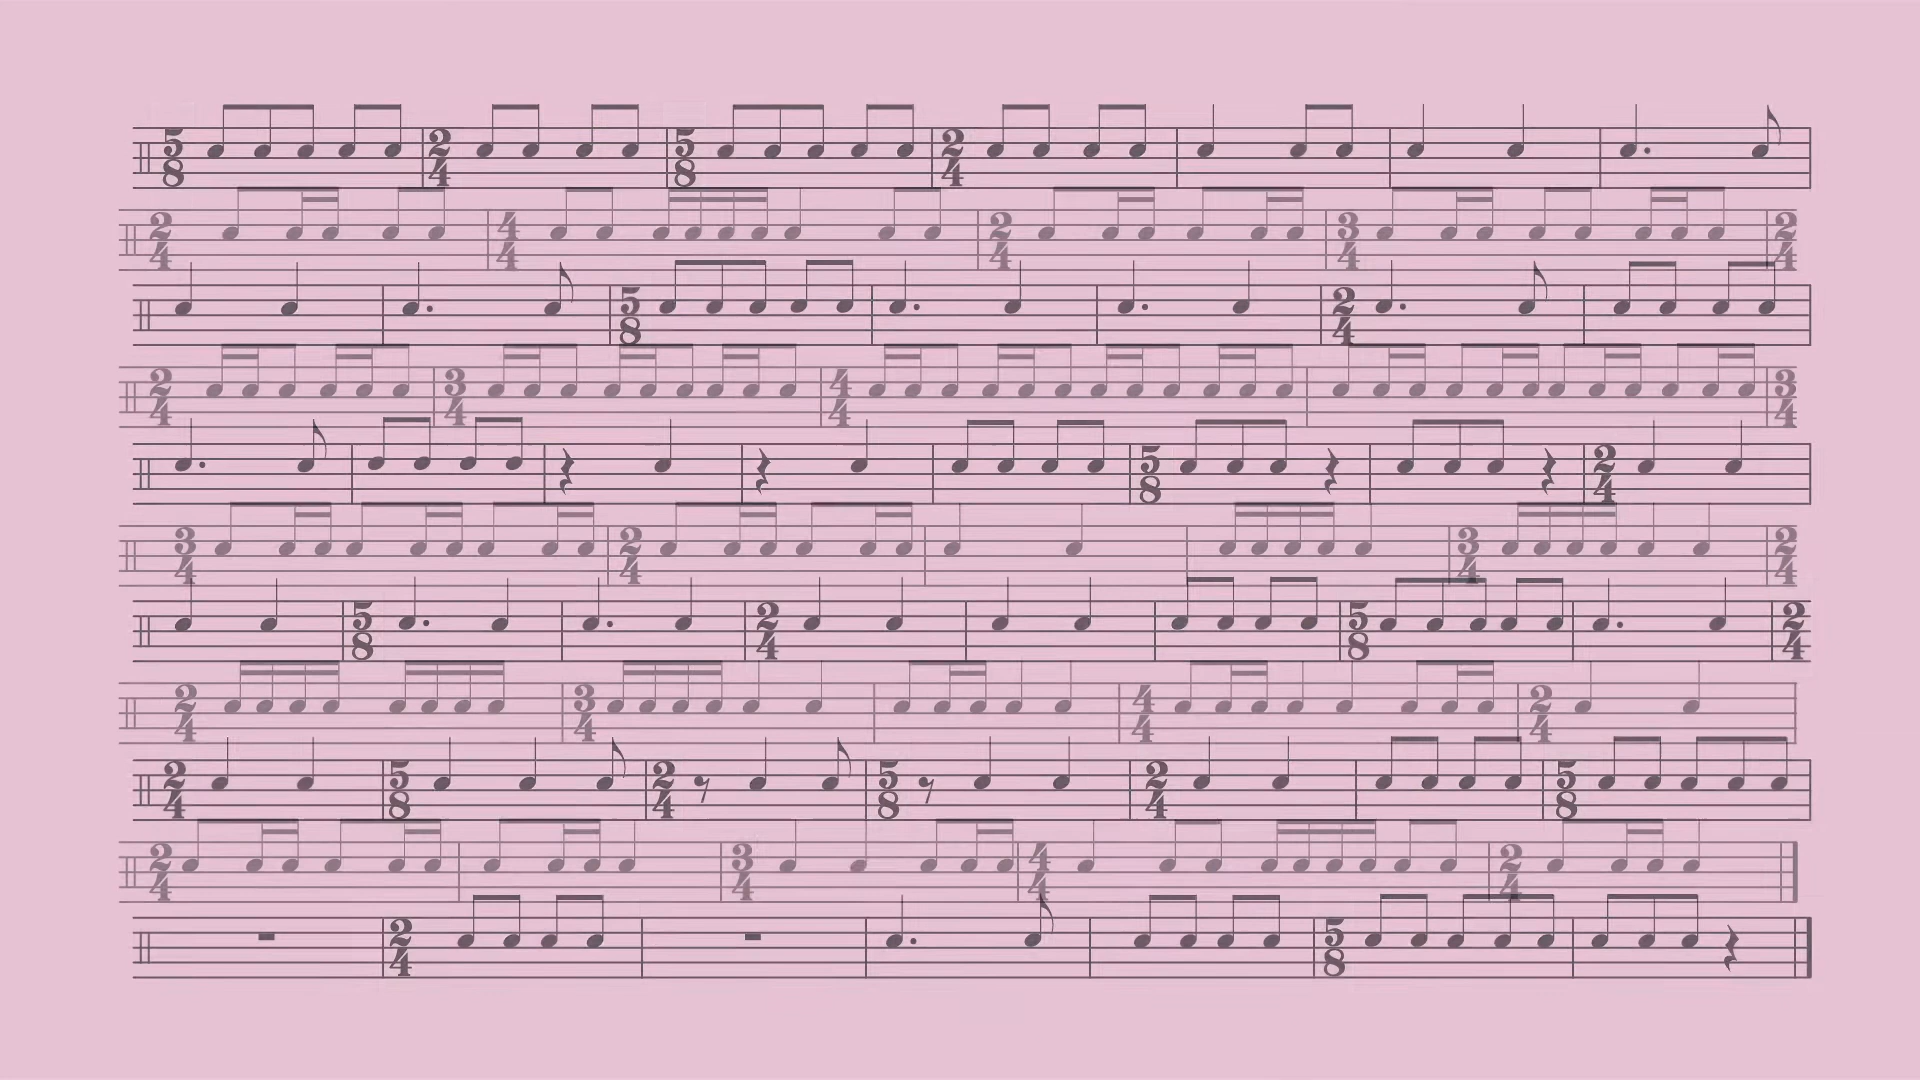 5/8 2/4 5/8 2/4
2/4 4/4 2/4 3/4 2/4
5/8 2/4
2/4 3/4 4/4 3/4
5/8 2/4
3/4 2/4 3/4 2/4
5/8 2/4 5/8 2/4
2/4 3/4 4/4 2/4
2/4 5/8 2/4 5/8 2/4 5/8
2/4 3/4 4/4 2/4
2/4 5/8